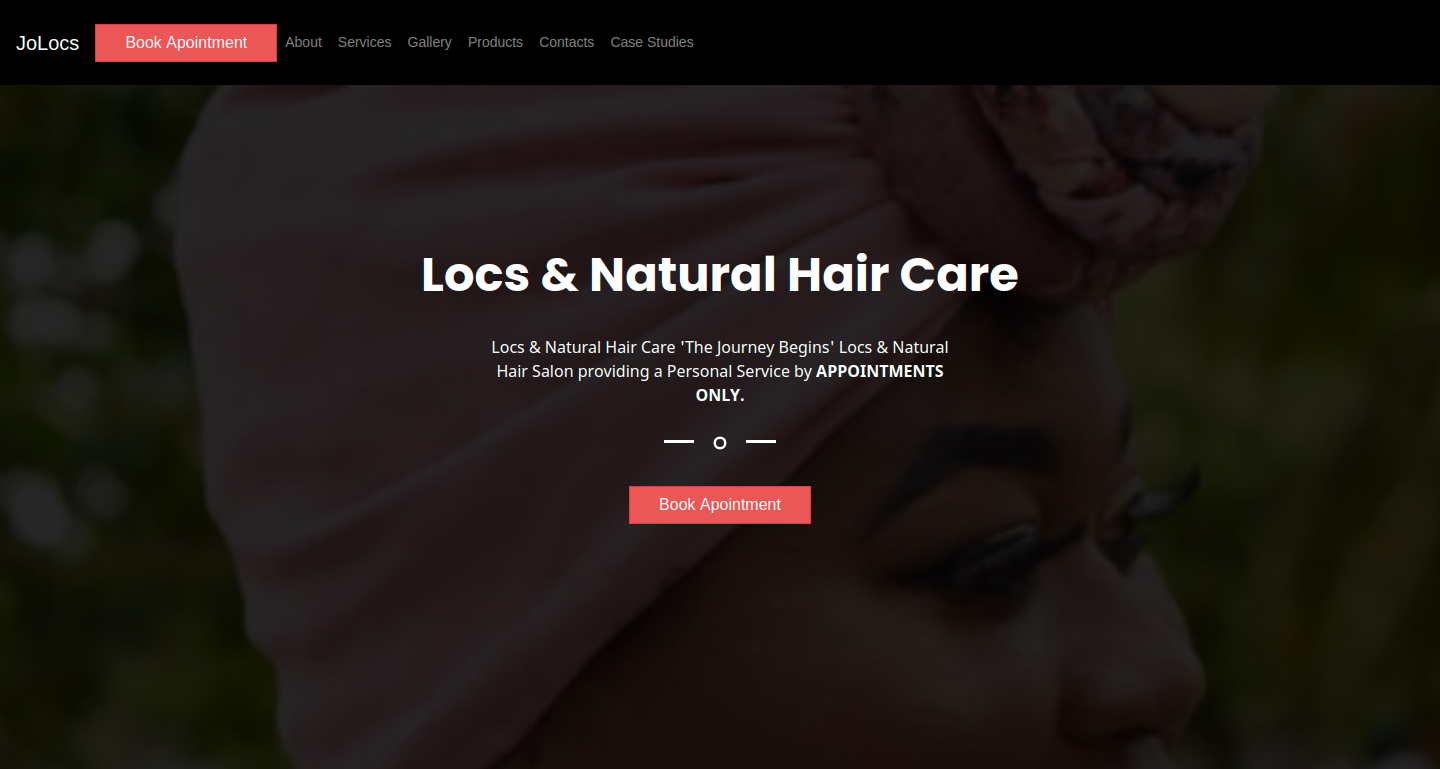 JoLocs Book Apointment About Services Gallery Products Contacts Case Studies
Locs & Natural Hair Care
Locs & Natural Hair Care 'The Journey Begins' Locs & Natural
Hair Salon providing a Personal Service by APPOINTMENTS
ONLY.
Book Apointment